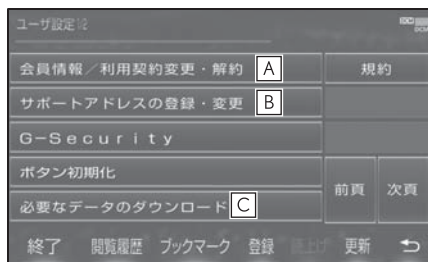 ユーザ設定
会員情報／利用契約変更・解約 A 規約
サポートアドレスの登録・変更 B
G-Security
ボタン初期化
前頁 次頁
必要なデータのダウンロード C
終了 閲覧履歴 ブックマーク 登録 更新